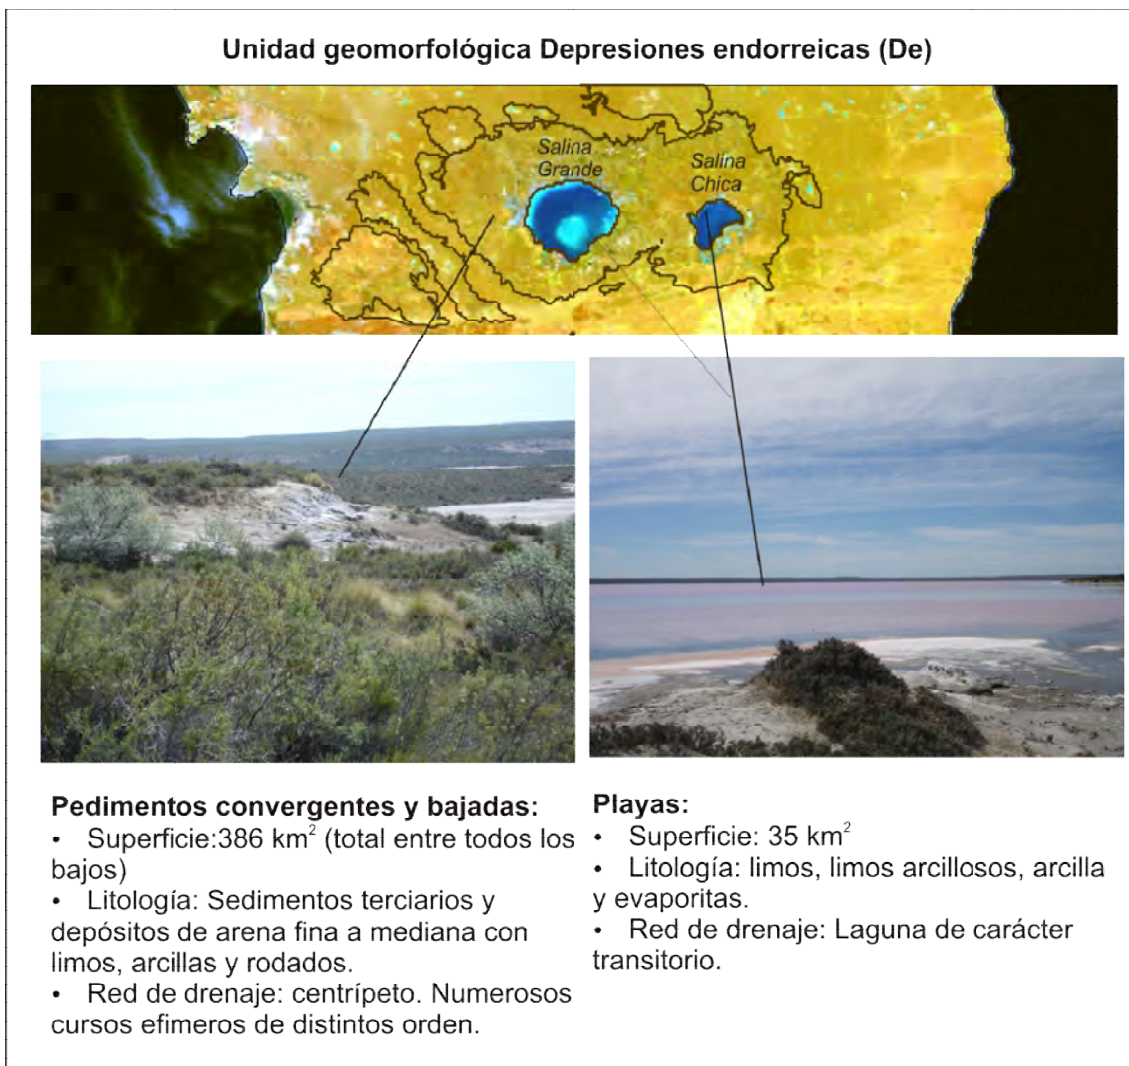 Unidad geomorfológica Depresiones endorreicas (De)
Salina
Grande
Salina
Chica
Pedimentos convergentes y bajadas:
• Superficie:386 km² (total entre todos los
bajos)
• Litología: Sedimentos terciarios y
depósitos de arena fina a mediana con
limos, arcillas y rodados.
• Red de drenaje: centrípeto. Numerosos
cursos efimeros de distintos orden.
Playas:
• Superficie: 35 km²
• Litología: limos, limos arcillosos, arcilla
y evaporitas.
• Red de drenaje: Laguna de carácter
transitorio.